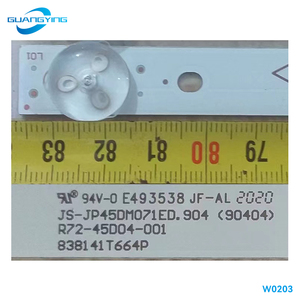 GUANGYING
LO1
83 82 81 80 79
94V-0 E493538 JF-AL 2020
JS-JP45DM071ED.904 (90404)
R72-45D04-001
838141T664P
W0203